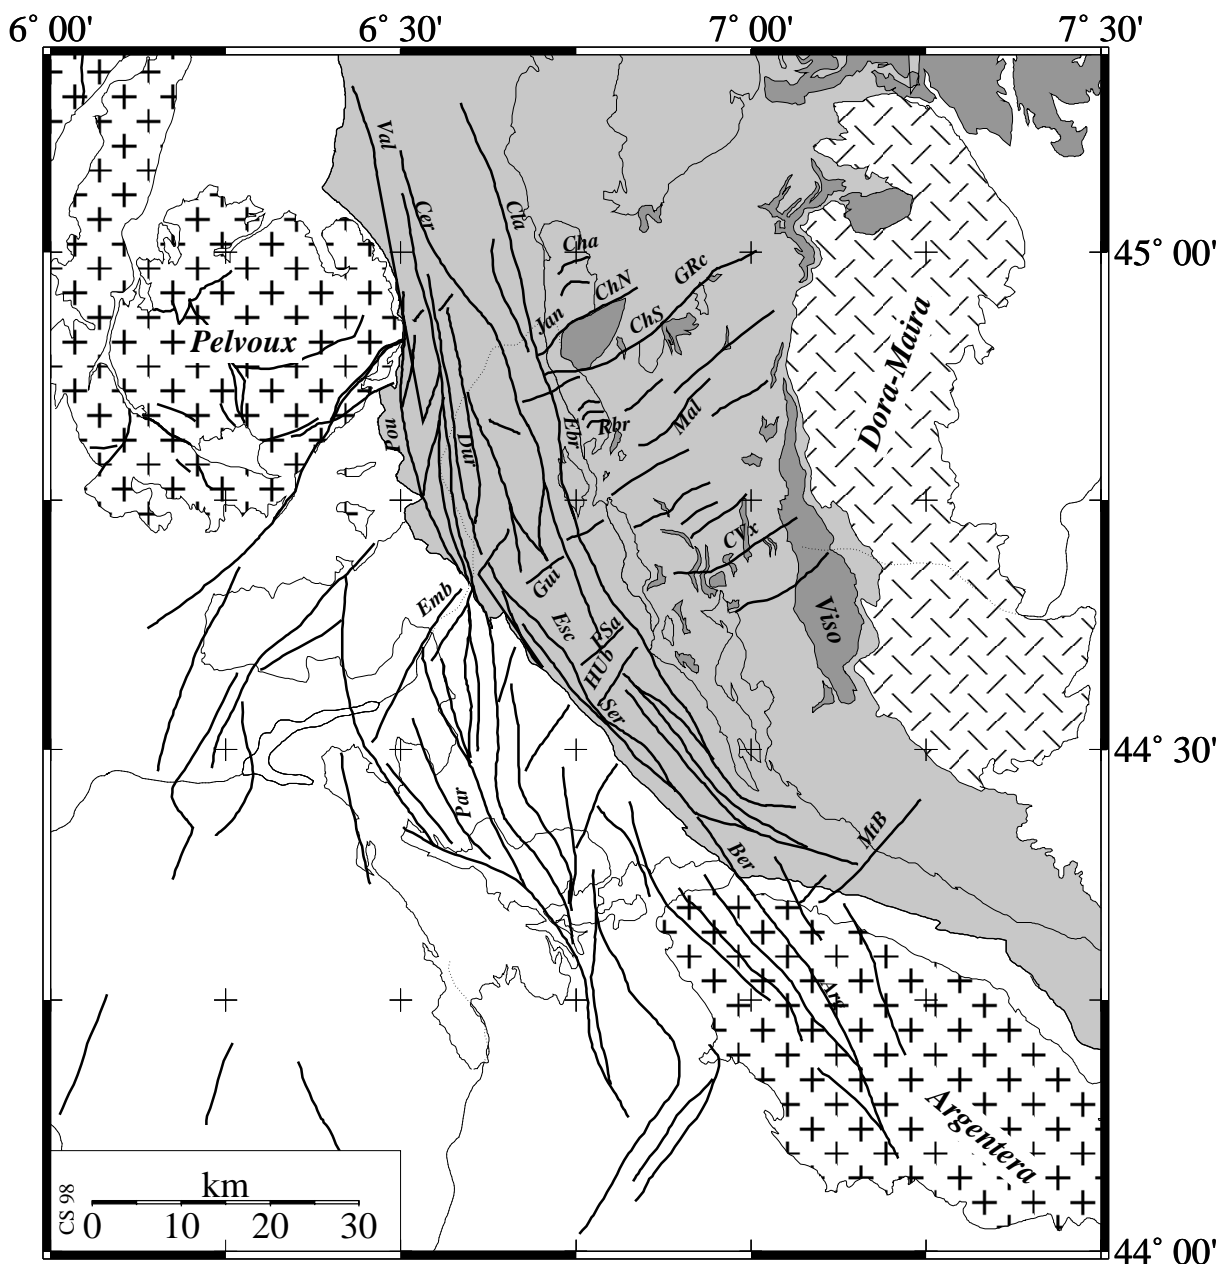 6° 00'
6° 30'
7° 00'
7° 30'
Val
Cer
Cla
Cha
ChN
GRc
45° 00'
Jan
ChS
Pelvoux
Dora-Maira
Pou
Dur
Ebr
Rbr
Mal
CVx
Gui
Emb
Esc
FSa
Viso
HUb
Ser
44° 30'
Par
Ber
MtB
Arg
Argentera
CS 98
km
0 10 20 30
44° 00'